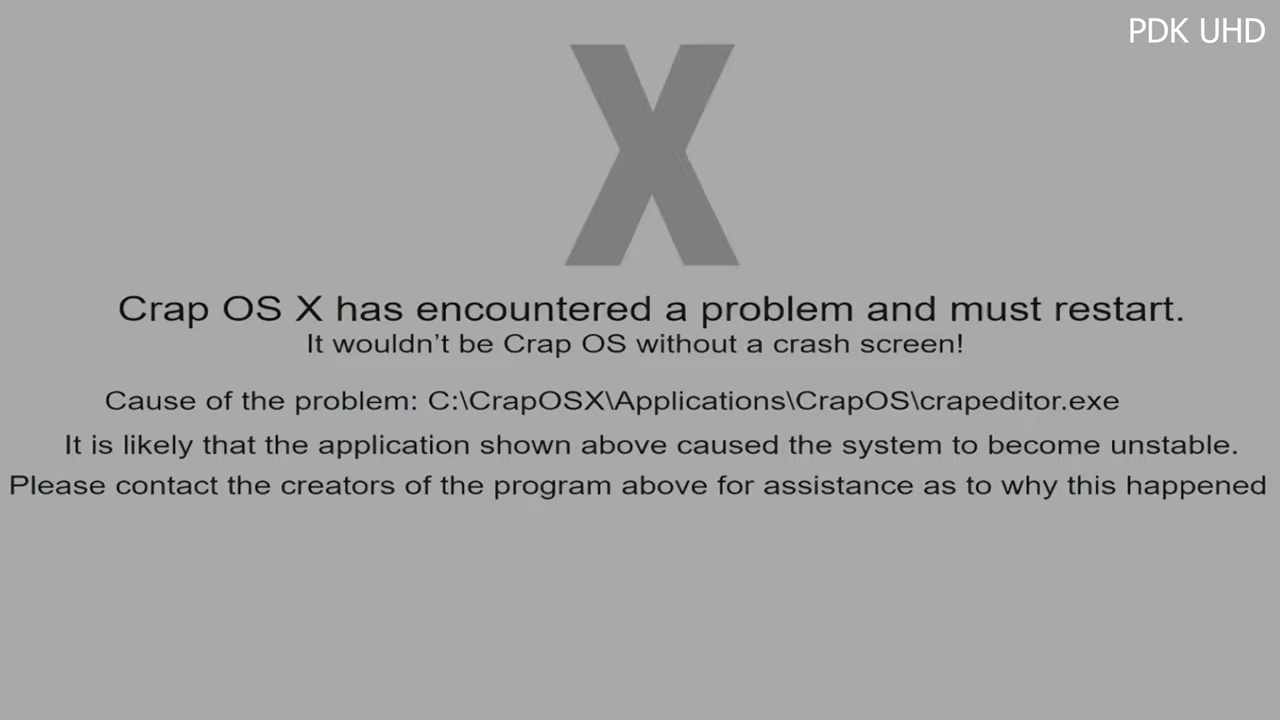 PDK UHD
X
Crap OS X has encountered a problem and must restart.
It wouldn't be Crap OS without a crash screen!
Cause of the problem: C:\CrapOSX\Applications\CrapOS\crapeditor.exe
It is likely that the application shown above caused the system to become unstable.
Please contact the creators of the program above for assistance as to why this happened